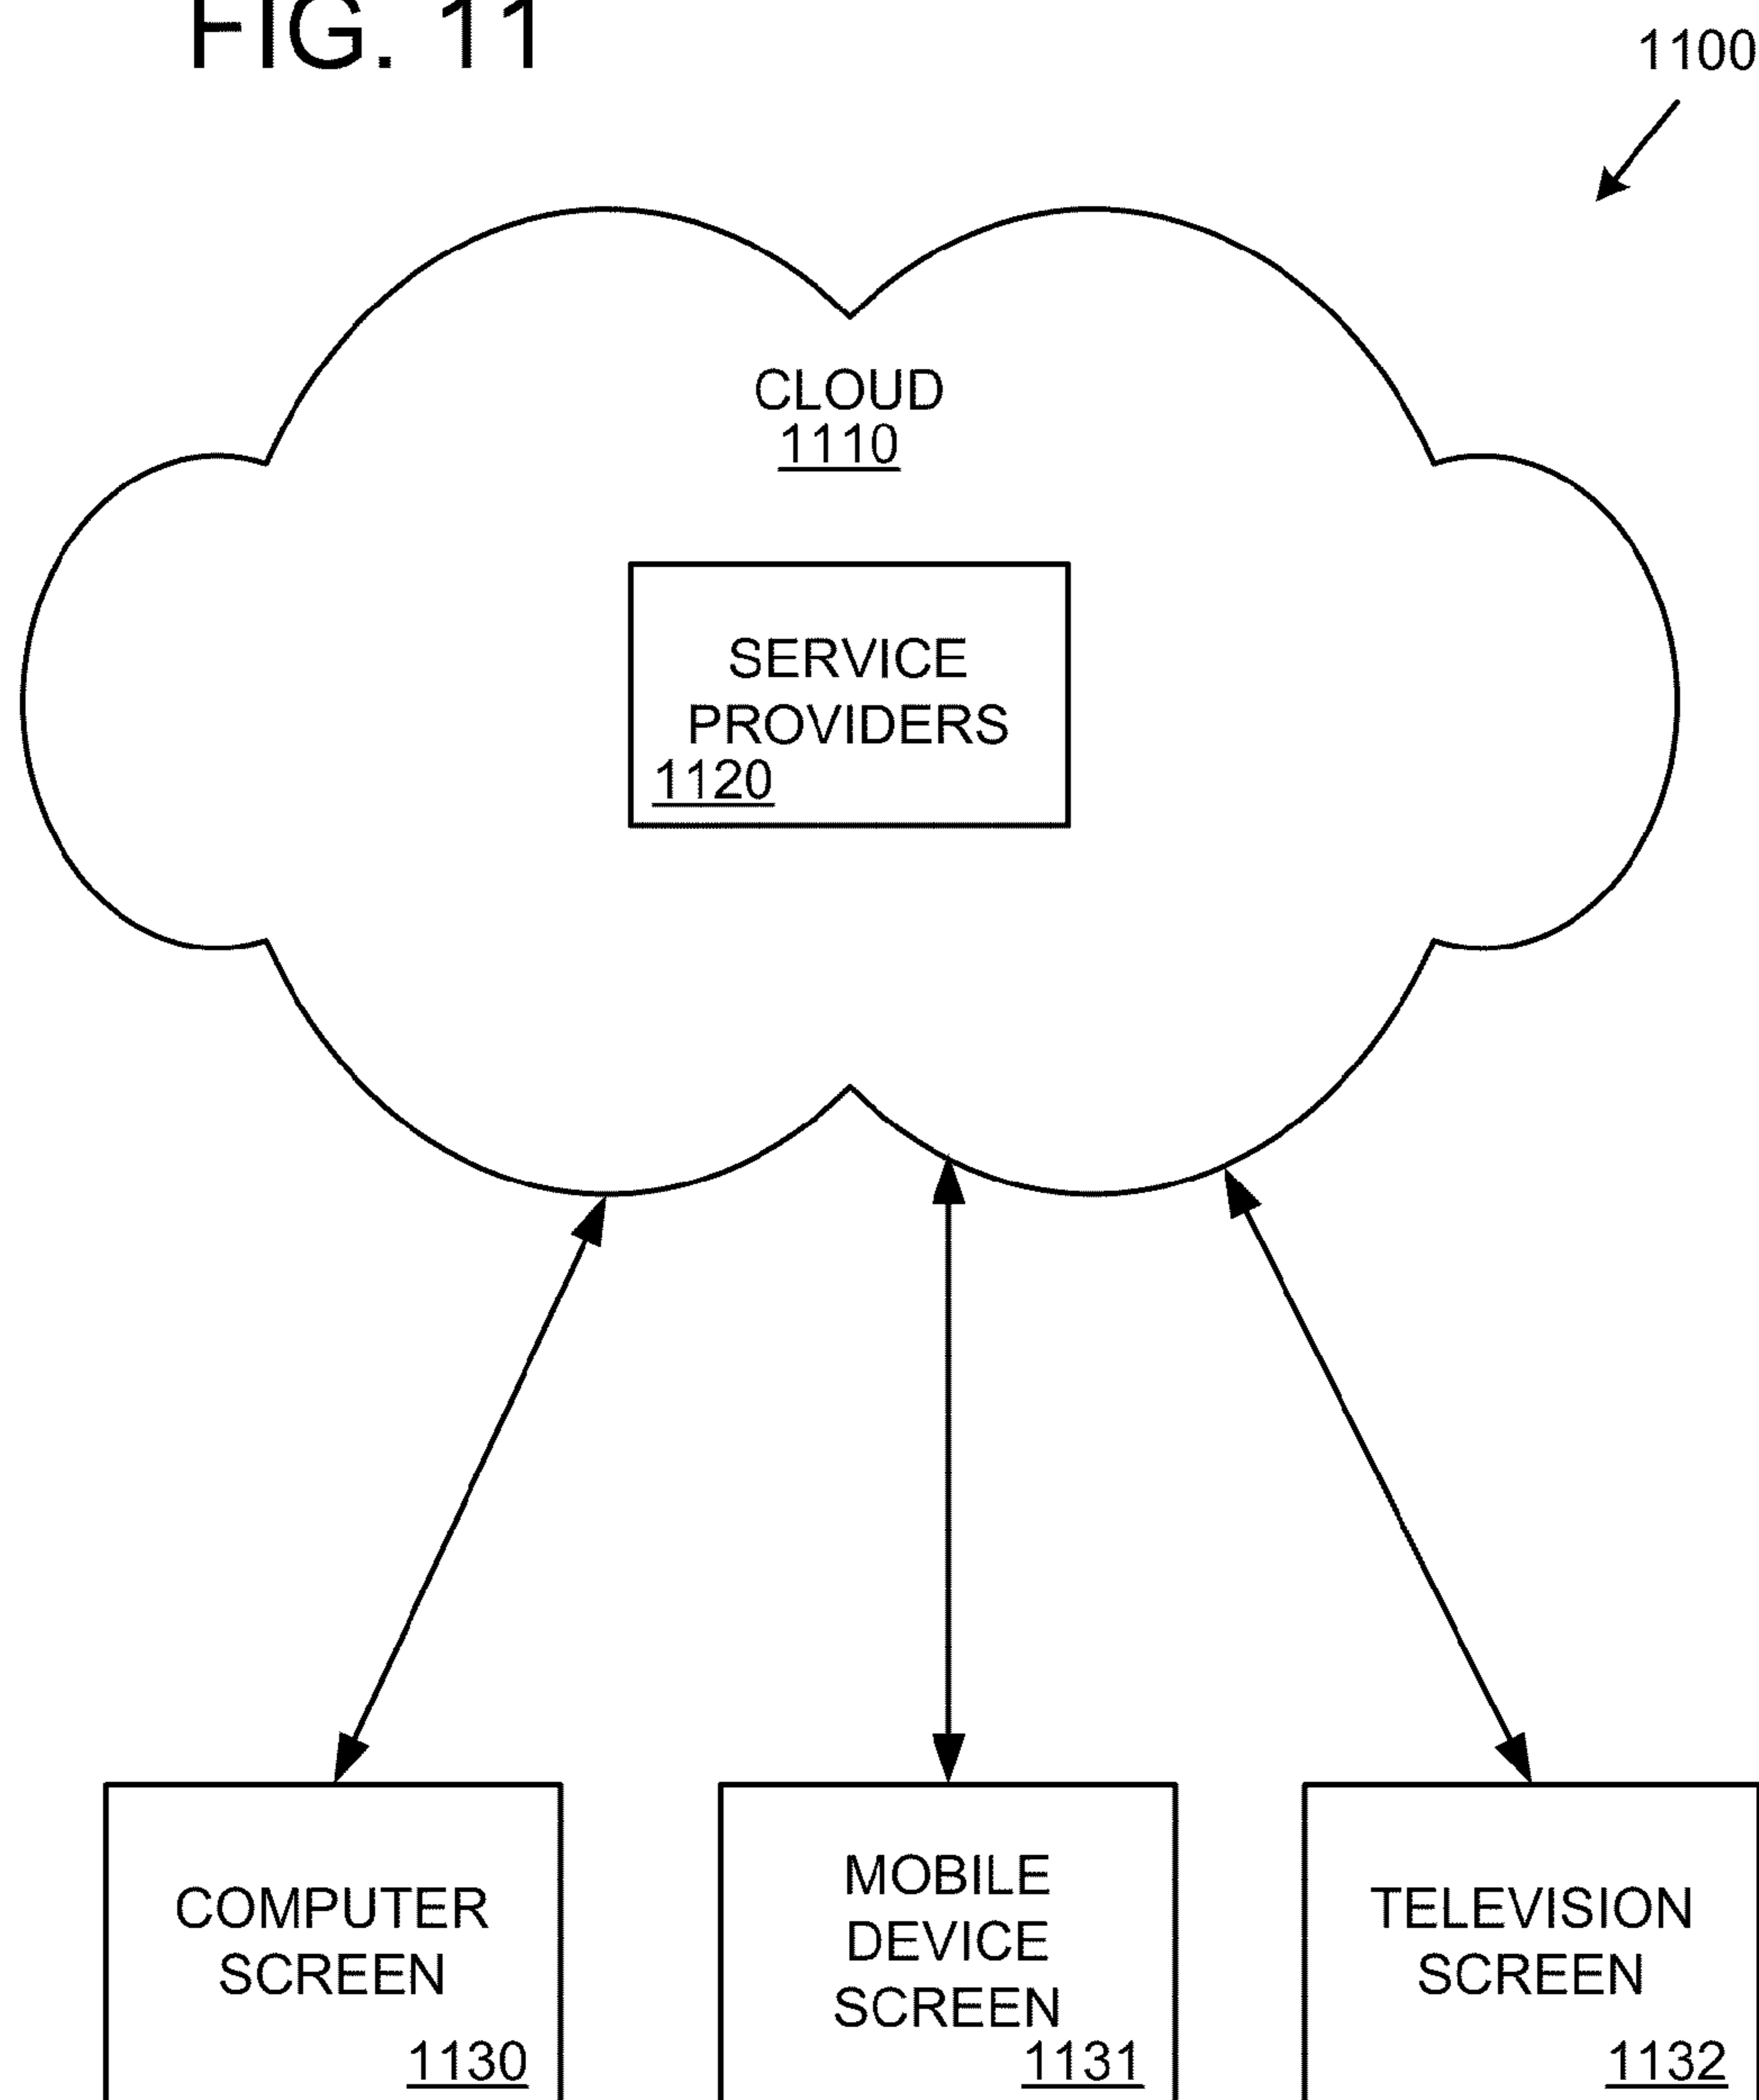 FIG. 11
1100
CLOUD
1110
SERVICE
PROVIDERS
1120
COMPUTER
SCREEN
1130
MOBILE
DEVICE
SCREEN
1131
TELEVISION
SCREEN
1132